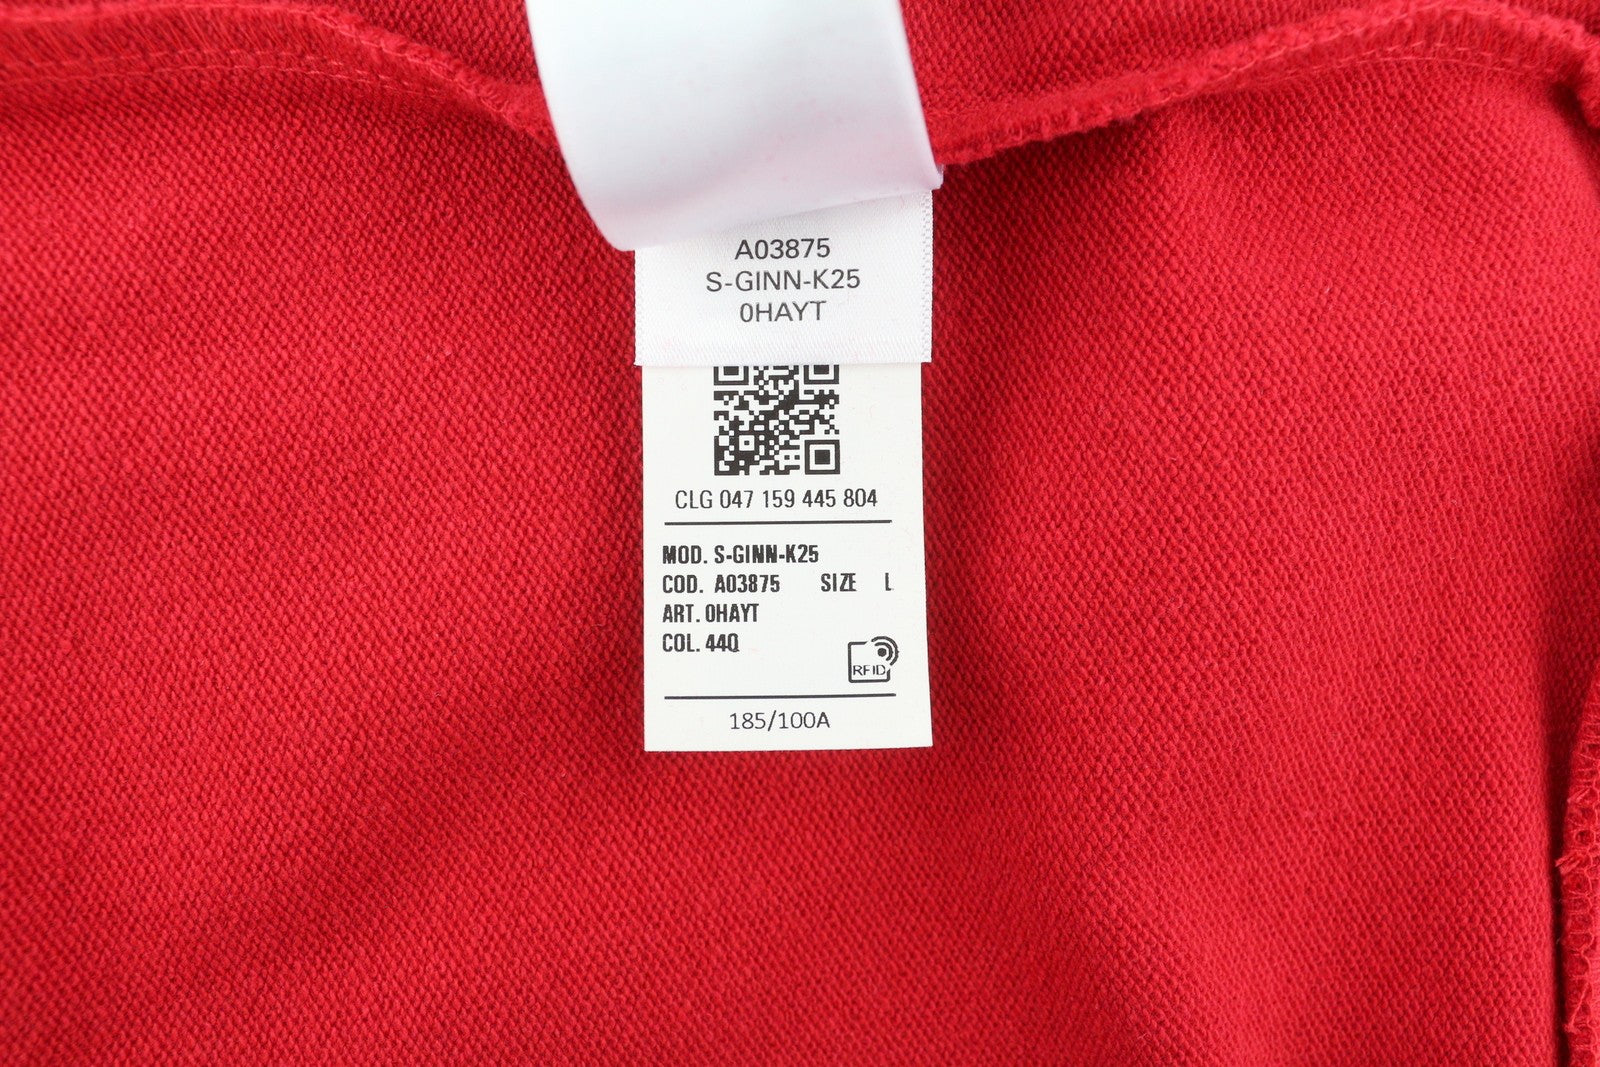 A03875
S-GINN-K25
0HAYT
CLG 047 159 445 804
MOD. S-GINN-K25
COD. A03875 SIZE L
ART. 0HAYT
COL. 44Q
RFID
185/100A